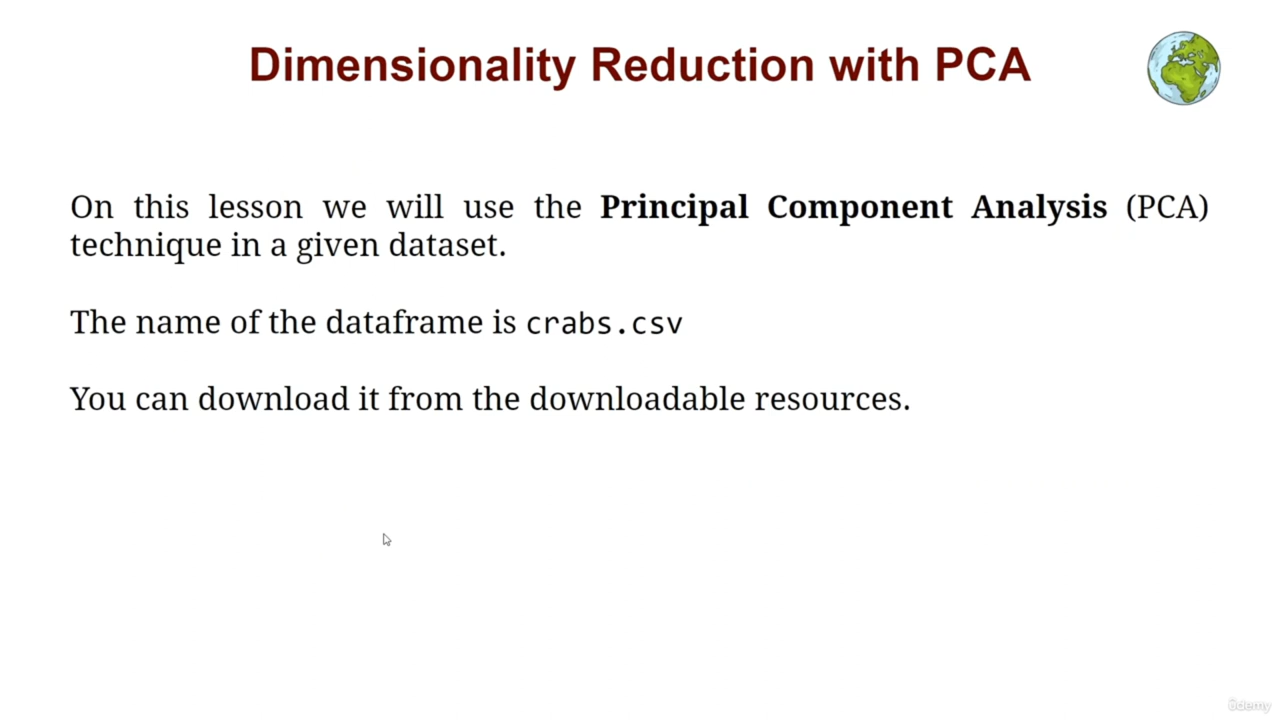 Dimensionality Reduction with PCA
On this lesson we will use the Principal Component Analysis (PCA)
technique in a given dataset.
The name of the dataframe is crabs.csv
You can download it from the downloadable resources.
ûdemy